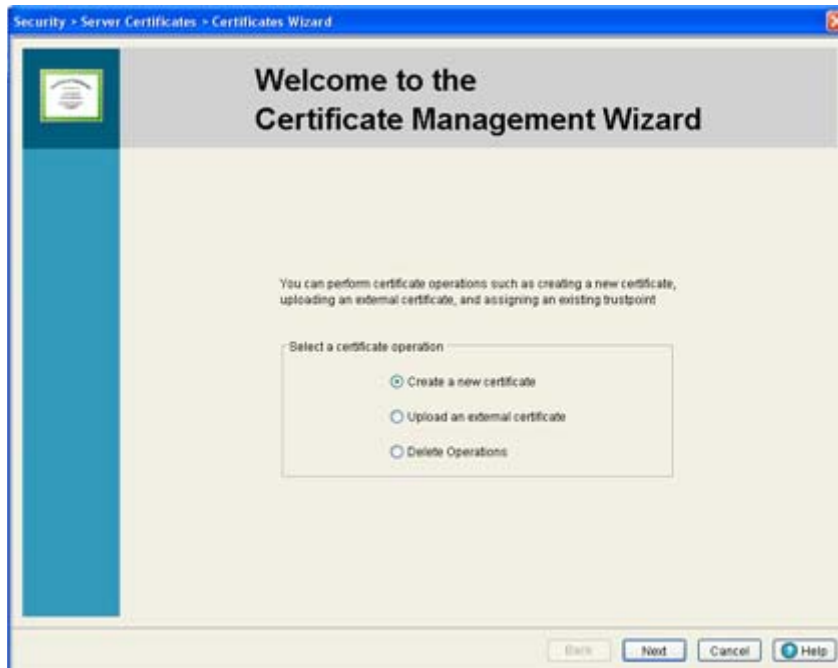 Security > Server Certificates > Certificates Wizard
Welcome to the
Certificate Management Wizard
You can perform certificate operations such as creating a new certificate,
uploading an external certificate, and assigning an existing trustpoint
Select a certificate operation
Create a new certificate
Upload an external certificate
Delete Operations
Back
Next
Cancel
Help